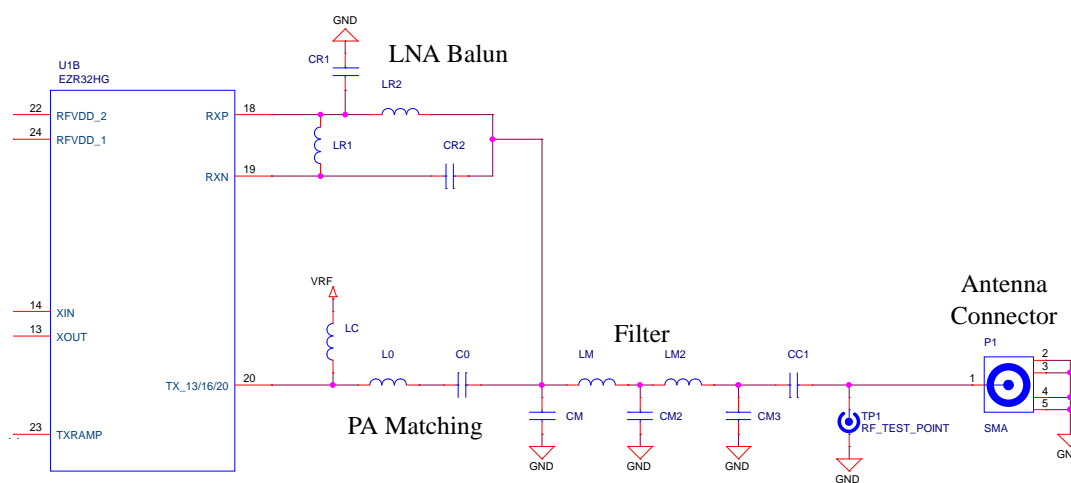 GND
LNA Balun
CR1
U1B
EZR32HG
LR2
22 RFVDD_2 RXP 18
24 RFVDD_1
LR1 CR2
RXN 19
VRF
Antenna
Connector
14 XIN
13 XOUT
LC
Filter
P1
L0 C0 LM LM2 CC1
2
3
TX_13/16/20 20
1
4
5
PA Matching
CM CM2 CM3
TP1
RF_TEST_POINT
SMA
23 TXRAMP
GND GND GND GND